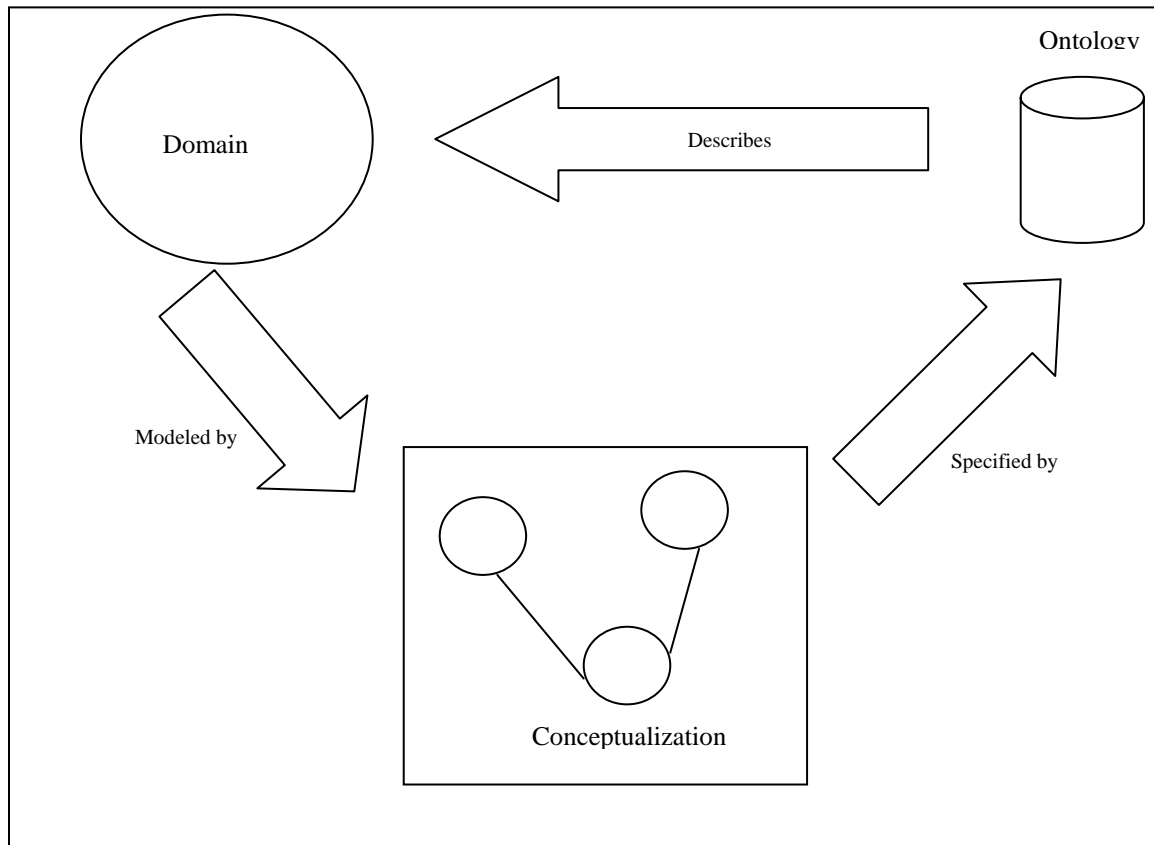 Ontology
Domain
Describes
Modeled by
Specified by
Conceptualization